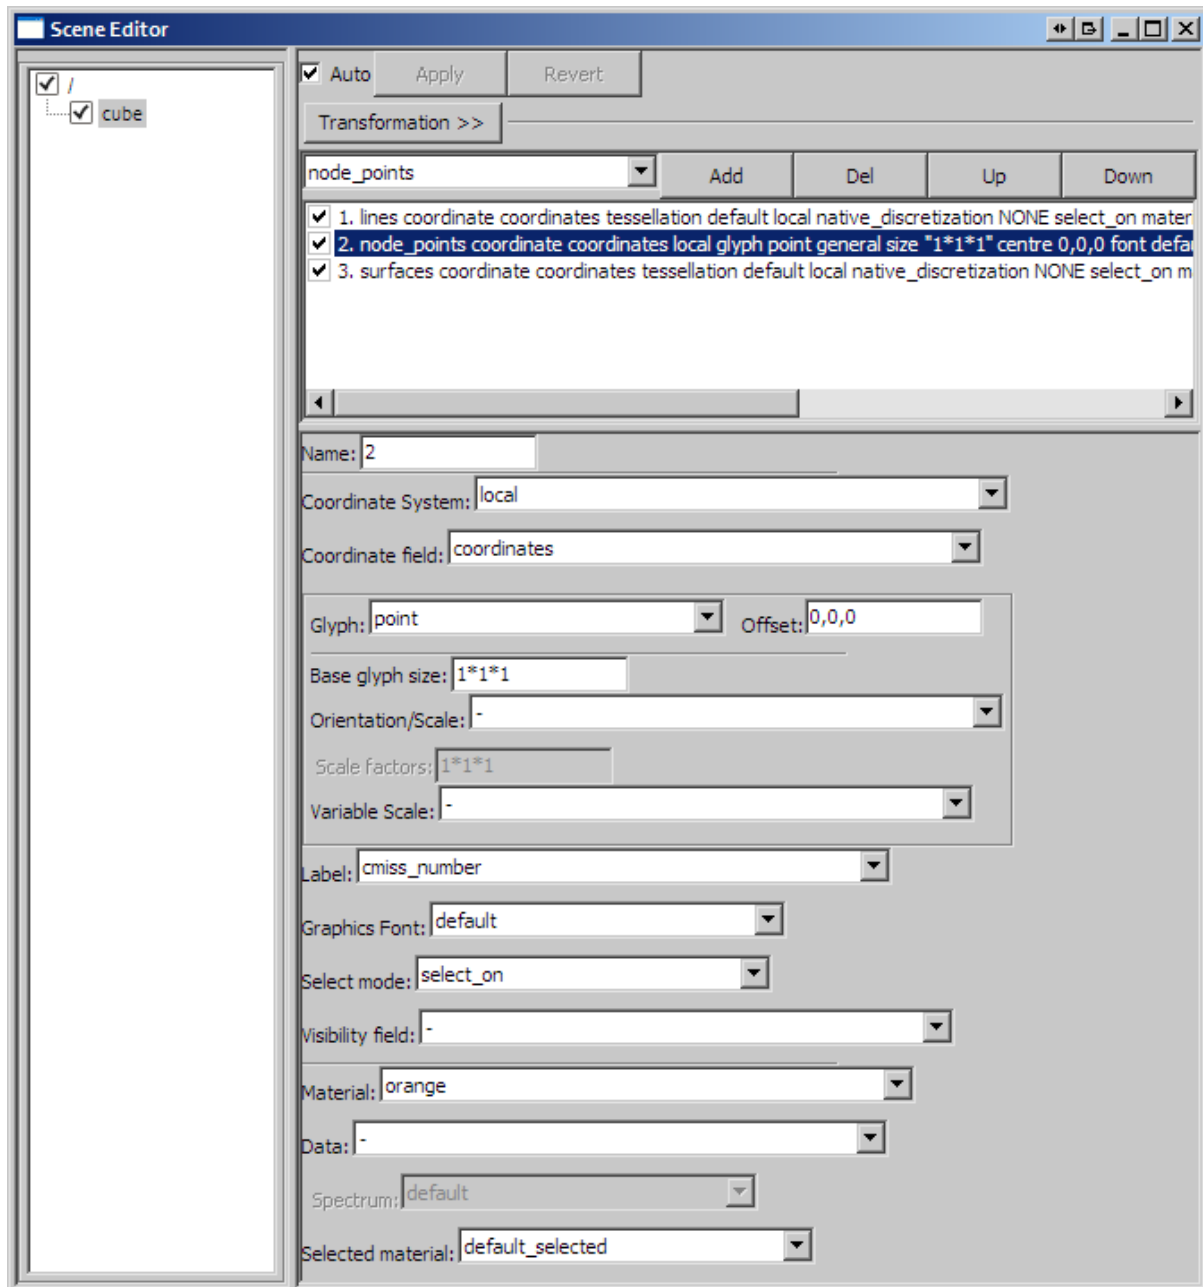 Scene Editor
/
cube
Auto Apply Revert
Transformation >>
node_points Add Del Up Down
1. lines coordinate coordinates tessellation default local native_discretization NONE select_on mater
2. node_points coordinate coordinates local glyph point general size "1*1*1" centre 0,0,0 font defau
3. surfaces coordinate coordinates tessellation default local native_discretization NONE select_on m
Name: 2
Coordinate System: local
Coordinate field: coordinates
Glyph: point Offset: 0,0,0
Base glyph size: 1*1*1
Orientation/Scale: -
Scale factors: 1*1*1
Variable Scale: -
Label: cmiss_number
Graphics Font: default
Select mode: select_on
Visibility field: -
Material: orange
Data: -
Spectrum: default
Selected material: default_selected